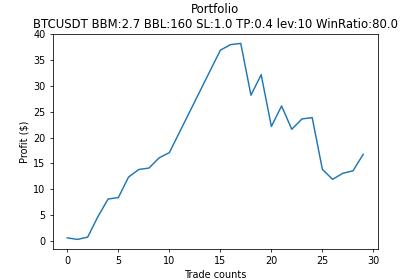 Portfolio
BTCUSDT BBM:2.7 BBL:160 SL:1.0 TP:0.4 lev:10 WinRatio:80.0
40
35
30
25
20
15
10
5
0
Profit ($)
0 5 10 15 20 25 30
Trade counts